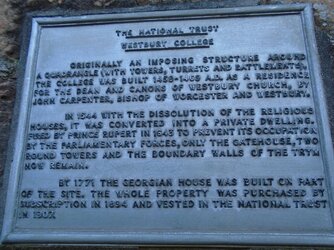 THE NATIONAL TRUST
WESTBURY COLLEGE
ORIGINALLY AN IMPOSING STRUCTURE AROUND
A QUADRANGLE (WITH TOWERS, TURRETS AND BATTLEMENTS),
THE COLLEGE WAS BUILT 1459-1469 A.D. AS A RESIDENCE
FOR THE DEAN AND CANONS OF WESTBURY CHURCH, BY
JOHN CARPENTER, BISHOP OF WORCESTER AND WESTBURY.
IN 1544 WITH THE DISSOLUTION OF THE RELIGIOUS
HOUSES, IT WAS CONVERTED INTO A PRIVATE DWELLING.
FIRED BY PRINCE RUPERT IN 1643 TO PREVENT ITS OCCUPATION
BY THE PARLIAMENTARY FORCES, ONLY THE GATEHOUSE, TWO
ROUND TOWERS AND THE BOUNDARY WALLS OF THE TRYM
NOW REMAIN.
BY 1771 THE GEORGIAN HOUSE WAS BUILT ON PART
OF THE SITE. THE WHOLE PROPERTY WAS PURCHASED BY
SUBSCRIPTION IN 1894 AND VESTED IN THE NATIONAL TRUST
IN 1907.